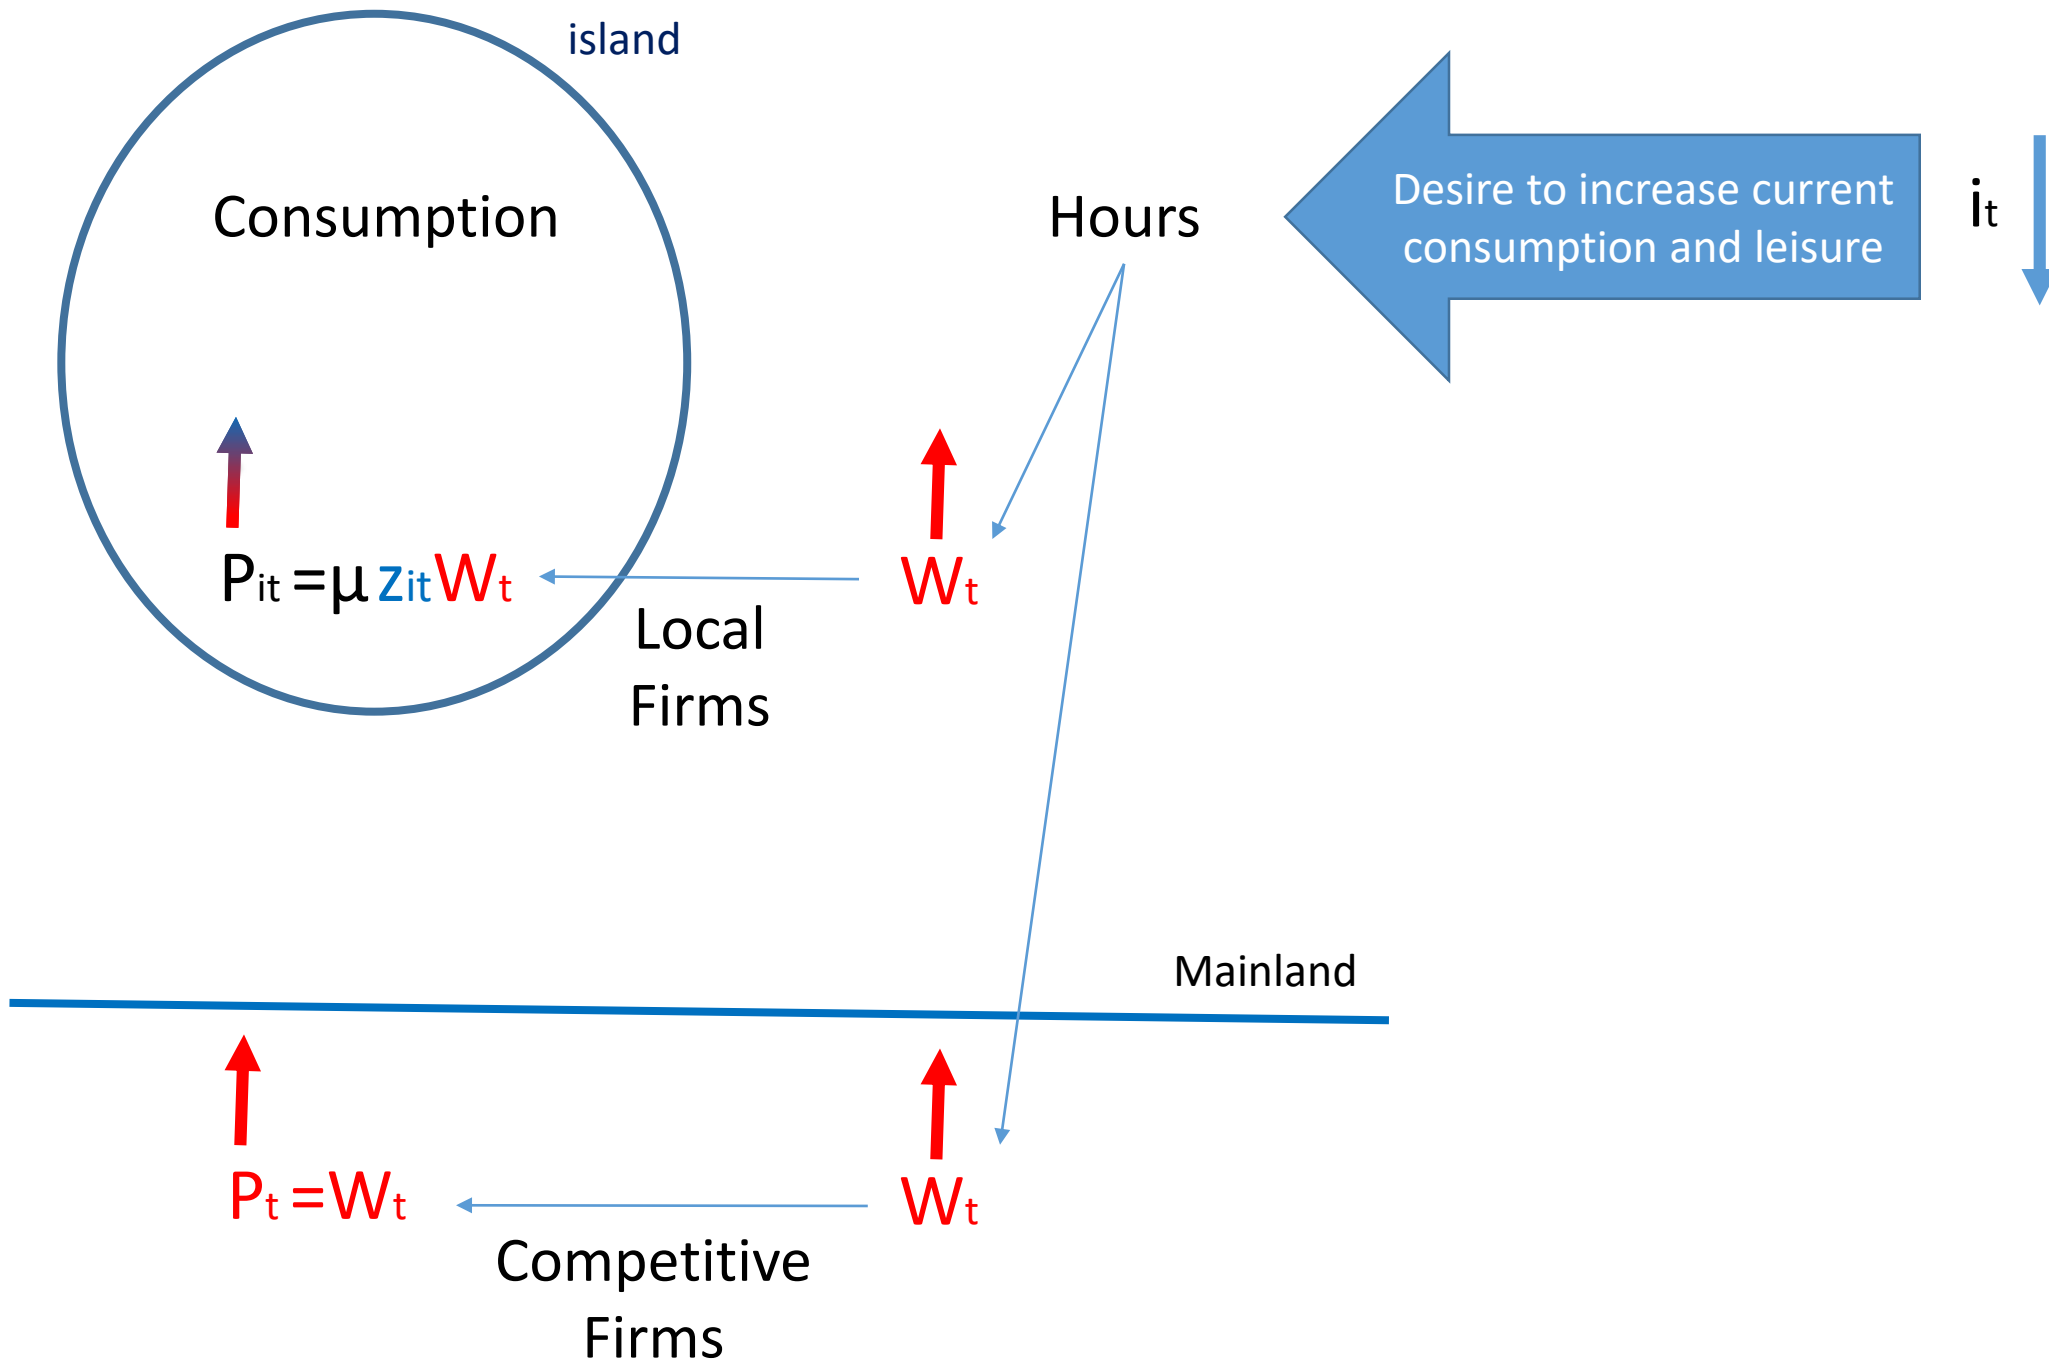 island
Consumption
Hours
Desire to increase current
consumption and leisure
it
Pit =μ zitWt
Wt
Local
Firms
Mainland
Pt =Wt
Wt
Competitive
Firms